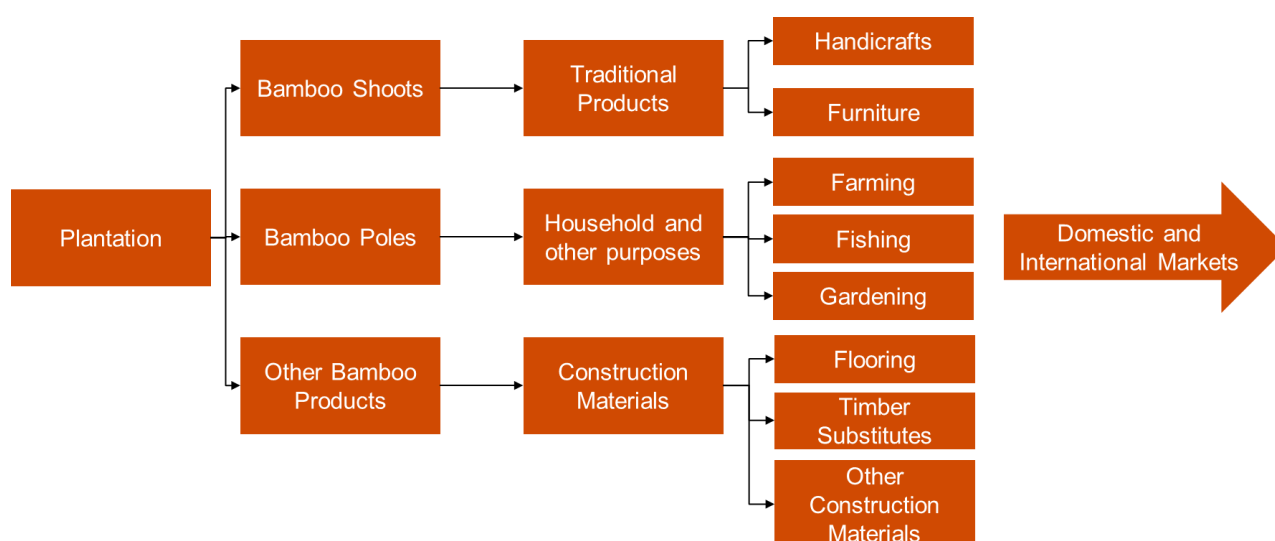 Plantation
Bamboo Shoots
Bamboo Poles
Other Bamboo
Products
Traditional
Products
Household and
other purposes
Construction
Materials
Handicrafts
Furniture
Farming
Fishing
Gardening
Flooring
Timber
Substitutes
Other
Construction
Materials
Domestic and
International Markets